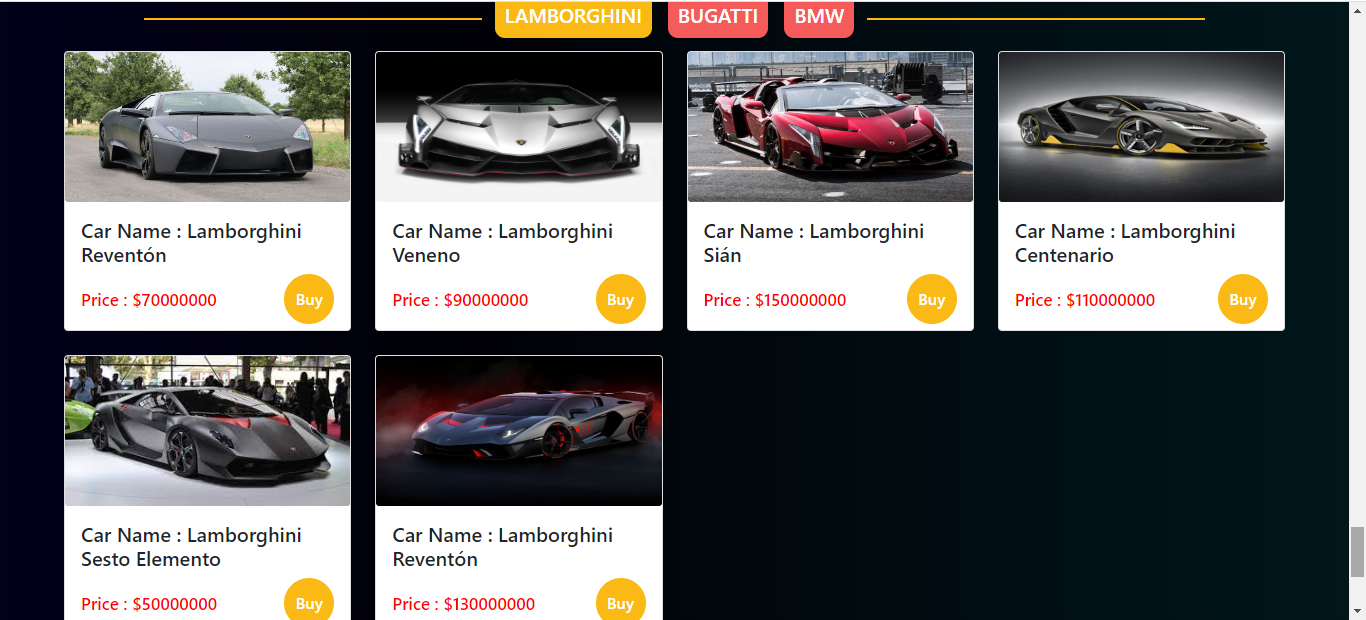 LAMBORGHINI BUGATTI BMW
Car Name : Lamborghini
Reventón
Price : $70000000 Buy
Car Name : Lamborghini
Veneno
Price : $90000000 Buy
Car Name : Lamborghini
Sián
Price : $150000000 Buy
Car Name : Lamborghini
Centenario
Price : $110000000 Buy
Car Name : Lamborghini
Sesto Elemento
Price : $50000000 Buy
Car Name : Lamborghini
Reventón
Price : $130000000 Buy